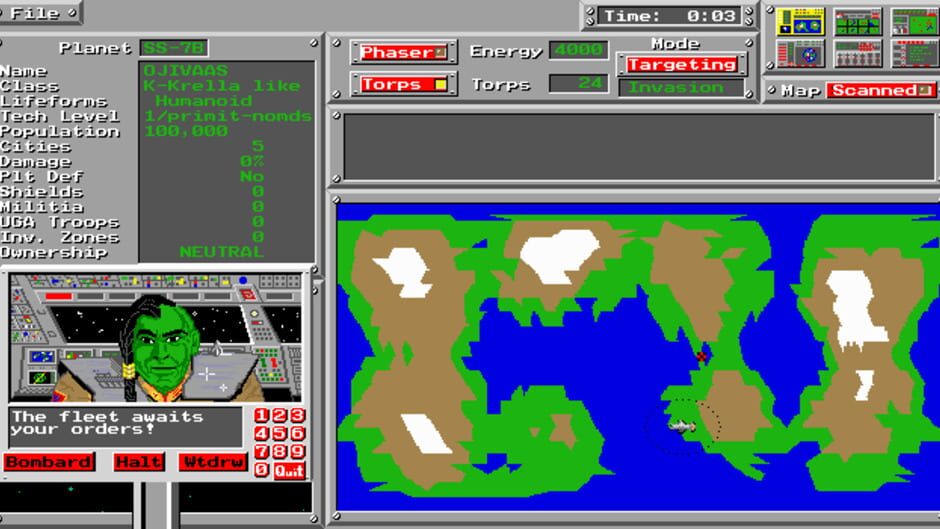 File
Planet SS-7B
Name OJIVAAS
Class K-Krella like
Lifeforms Humanoid
Tech Level 1/primit-nomds
Population 100,000
Cities 5
Damage 0%
Plt Def No
Shields 0
Militia 0
UGA Troops 0
Inv. Zones 0
Ownership NEUTRAL
The fleet awaits
your orders!
Bombard Halt Wtdrw
1 2 3
4 5 6
7 8 9
0 Quit
Time: 0:03
Phaser Energy 4000
Torps Torps 24
Mode
Targeting
Invasion
Map Scanned